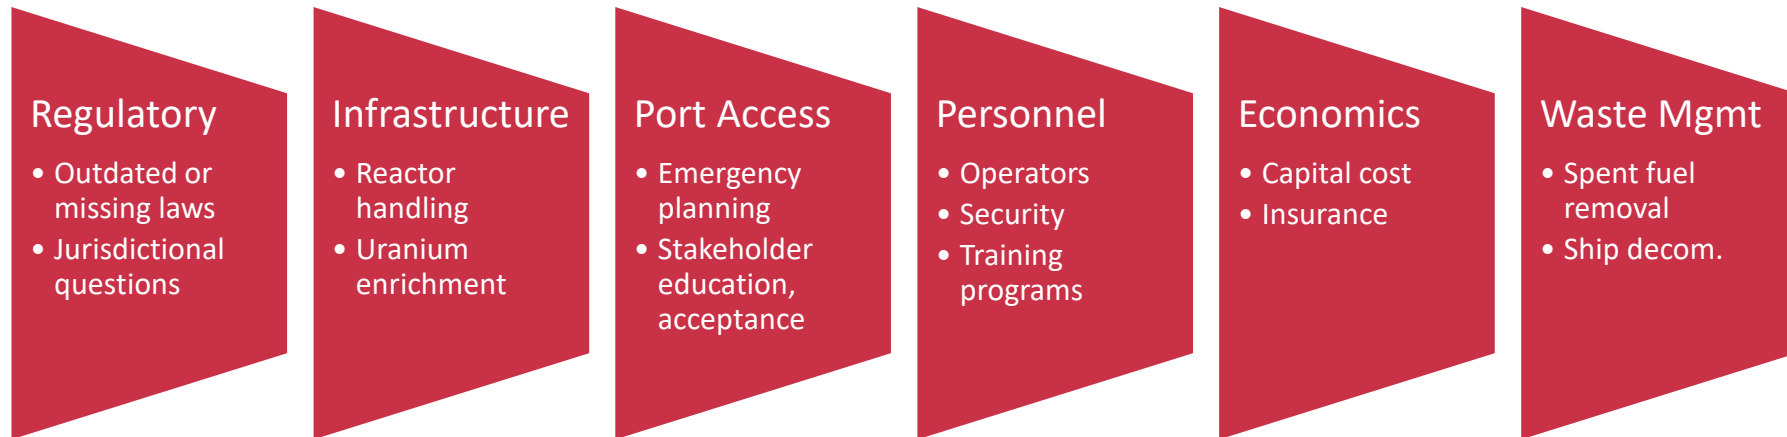 Regulatory
• Outdated or
missing laws
• Jurisdictional
questions
Infrastructure
• Reactor
handling
• Uranium
enrichment
Port Access
• Emergency
planning
• Stakeholder
education,
acceptance
Personnel
• Operators
• Security
• Training
programs
Economics
• Capital cost
• Insurance
Waste Mgmt
• Spent fuel
removal
• Ship decom.